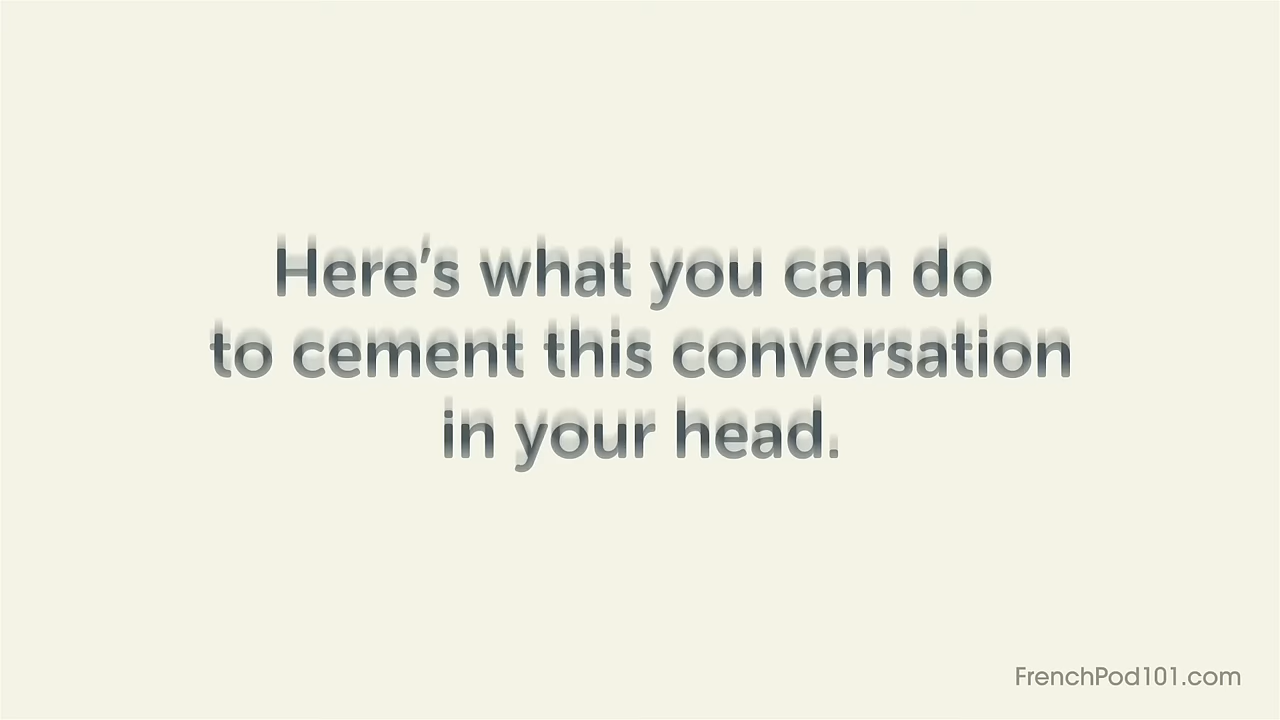 Here's what you can do
to cement this conversation
in your head.
FrenchPod101.com